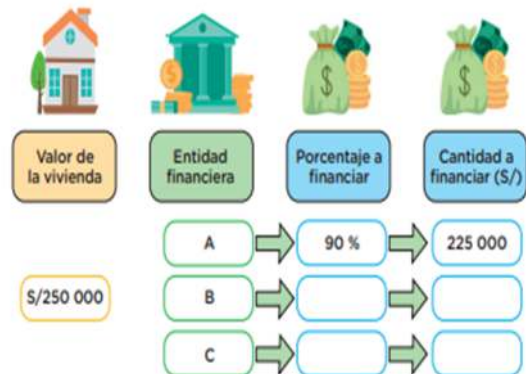 Valor de
la vivienda
Entidad
financiera
Porcentaje a
financiar
Cantidad a
financiar (S/)
S/250 000
A
90 %
225 000
B
C